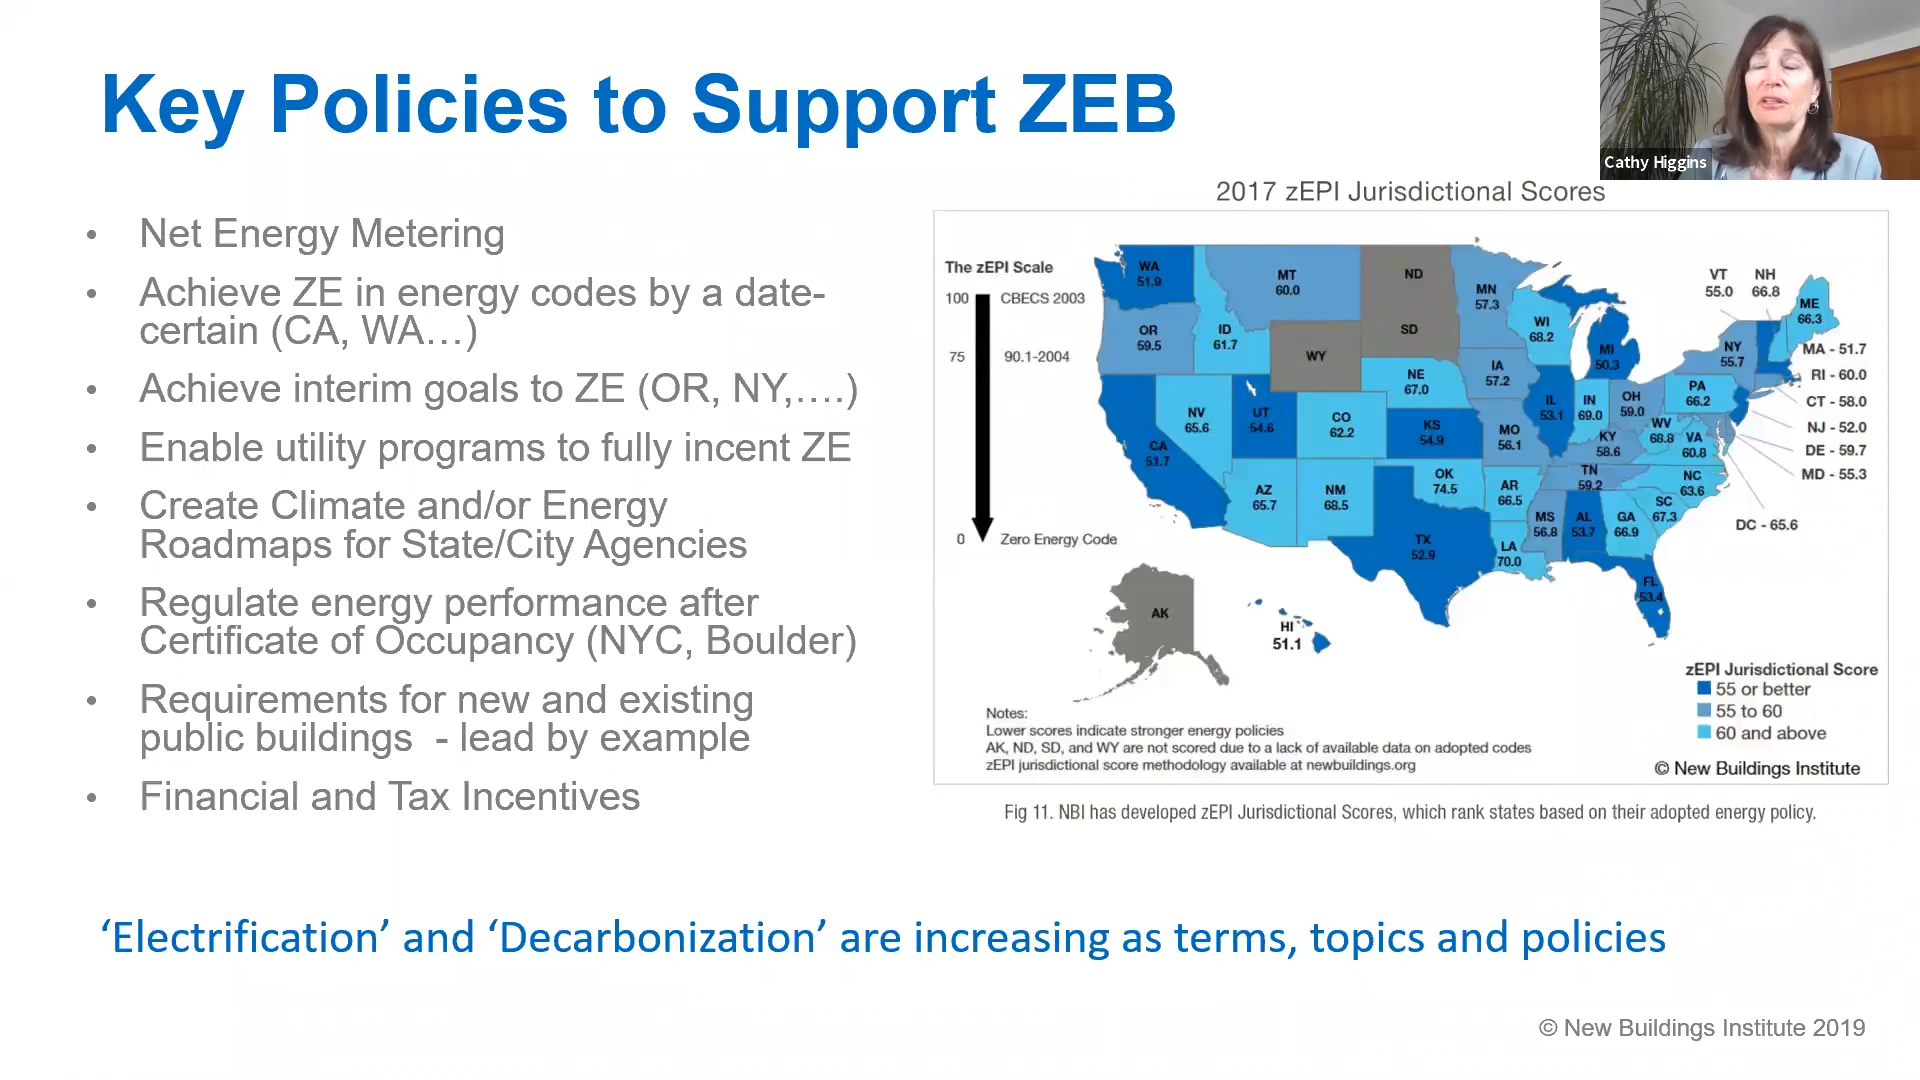 Key Policies to Support ZEB
Cathy Higgins
• Net Energy Metering
• Achieve ZE in energy codes by a date-
certain (CA, WA…)
• Achieve interim goals to ZE (OR, NY,….)
• Enable utility programs to fully incent ZE
• Create Climate and/or Energy
Roadmaps for State/City Agencies
• Regulate energy performance after
Certificate of Occupancy (NYC, Boulder)
• Requirements for new and existing
public buildings - lead by example
• Financial and Tax Incentives
2017 zEPI Jurisdictional Scores
The zEPI Scale
100 CBECS 2003
75 90.1-2004
0 Zero Energy Code
WA
51.9
MT
60.0
ND
MN
57.3
OR
59.5
ID
61.7
WY
SD
WI
68.2
MI
50.3
VT
55.0
NH
66.8
ME
66.3
NY
55.7
MA - 51.7
RI - 60.0
CT - 58.0
NJ - 52.0
DE - 59.7
MD - 55.3
DC - 65.6
NV
65.6
UT
54.6
CO
62.2
NE
67.0
IA
57.2
IL
53.1
IN
69.0
OH
59.0
PA
66.2
CA
51.7
KS
54.9
MO
56.1
KY
58.6
WV
68.8
VA
60.8
AZ
65.7
NM
68.5
OK
74.5
AR
66.5
TN
59.2
NC
63.6
SC
67.3
TX
52.9
LA
70.0
MS
56.8
AL
53.7
GA
66.9
FL
53.4
AK
HI
51.1
zEPI Jurisdictional Score
55 or better
55 to 60
60 and above
Notes:
Lower scores indicate stronger energy policies
AK, ND, SD, and WY are not scored due to a lack of available data on adopted codes
zEPI jurisdictional score methodology available at newbuildings.org
© New Buildings Institute
Fig 11. NBI has developed zEPI Jurisdictional Scores, which rank states based on their adopted energy policy.
‘Electrification’ and ‘Decarbonization’ are increasing as terms, topics and policies
© New Buildings Institute 2019